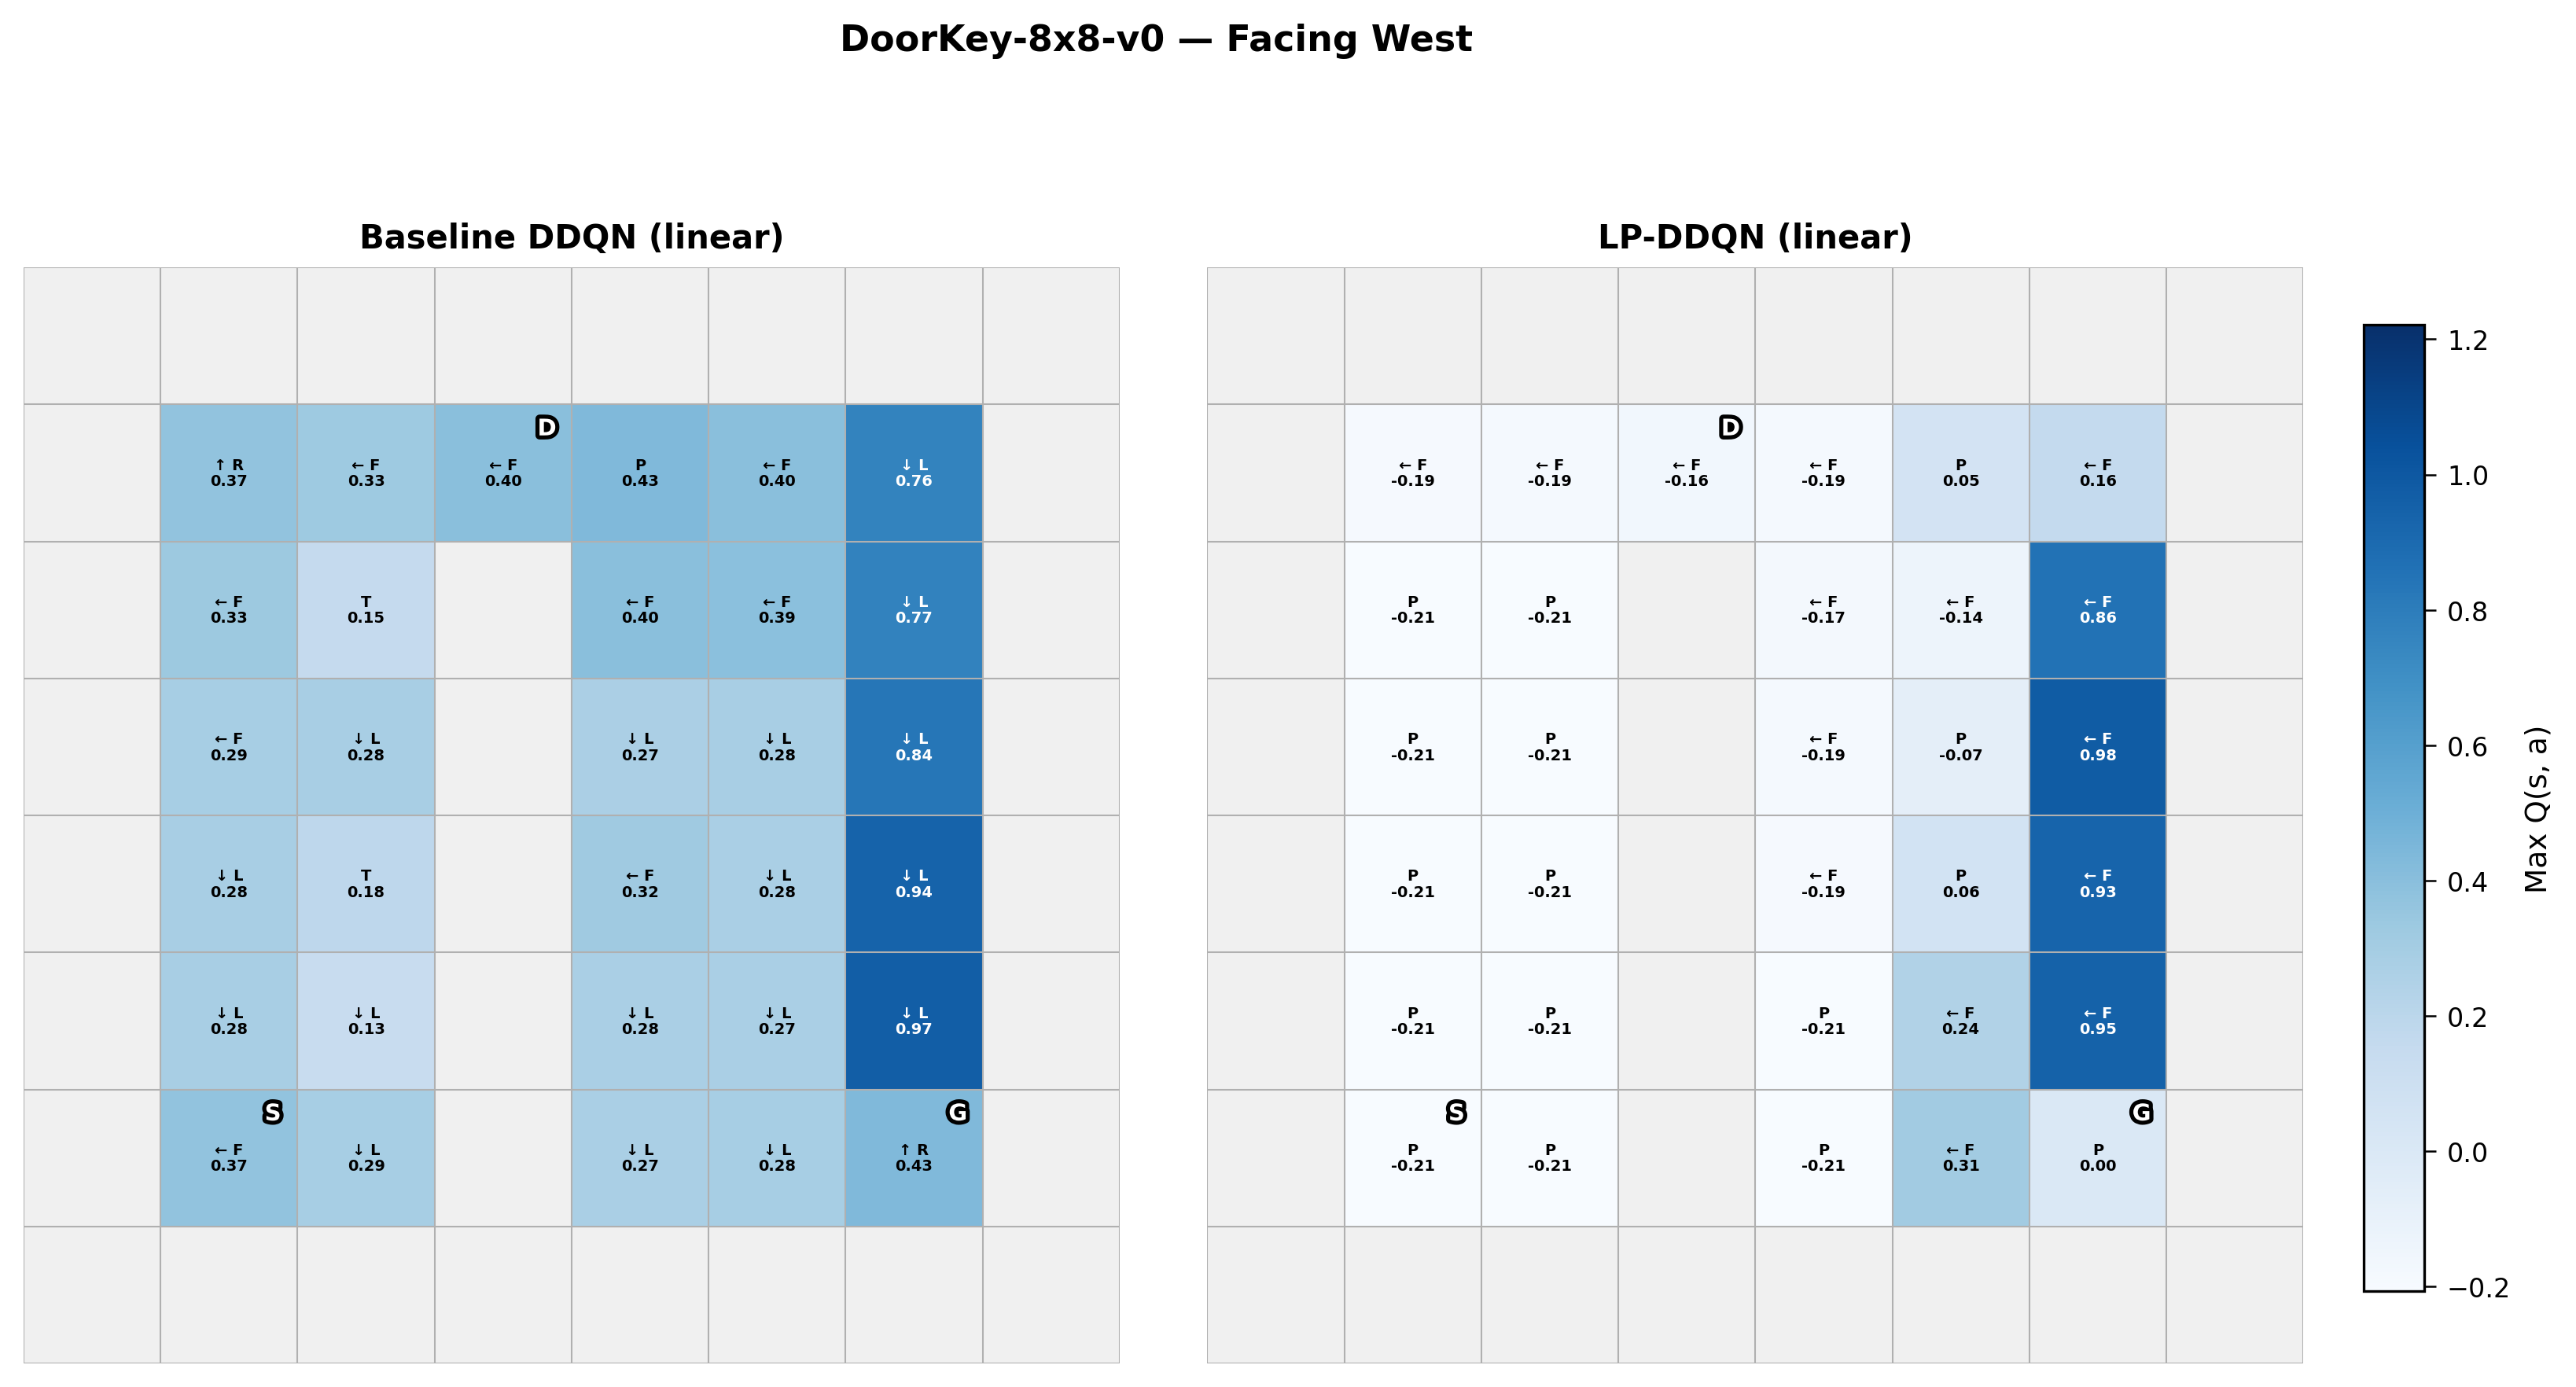 DoorKey-8x8-v0 — Facing West
Baseline DDQN (linear)
D
↑ R ← F ← F P ← F ↓ L
0.37 0.33 0.40 0.43 0.40 0.76
← F T ← F ← F ↓ L
0.33 0.15 0.40 0.39 0.77
← F ↓ L ↓ L ↓ L ↓ L
0.29 0.28 0.27 0.28 0.84
↓ L T ← F ↓ L ↓ L
0.28 0.18 0.32 0.28 0.94
↓ L ↓ L ↓ L ↓ L ↓ L
0.28 0.13 0.28 0.27 0.97
S G
← F ↓ L ↓ L ↓ L ↑ R
0.37 0.29 0.27 0.28 0.43
LP-DDQN (linear)
D
← F ← F ← F ← F P ← F
-0.19 -0.19 -0.16 -0.19 0.05 0.16
P P ← F ← F ← F
-0.21 -0.21 -0.17 -0.14 0.86
P P ← F P ← F
-0.21 -0.21 -0.19 -0.07 0.98
P P ← F P ← F
-0.21 -0.21 -0.19 0.06 0.93
P P P ← F ← F
-0.21 -0.21 -0.21 0.24 0.95
S G
P P P ← F P
-0.21 -0.21 -0.21 0.31 0.00
1.2
1.0
0.8
0.6
0.4
0.2
0.0
−0.2
Max Q(s, a)